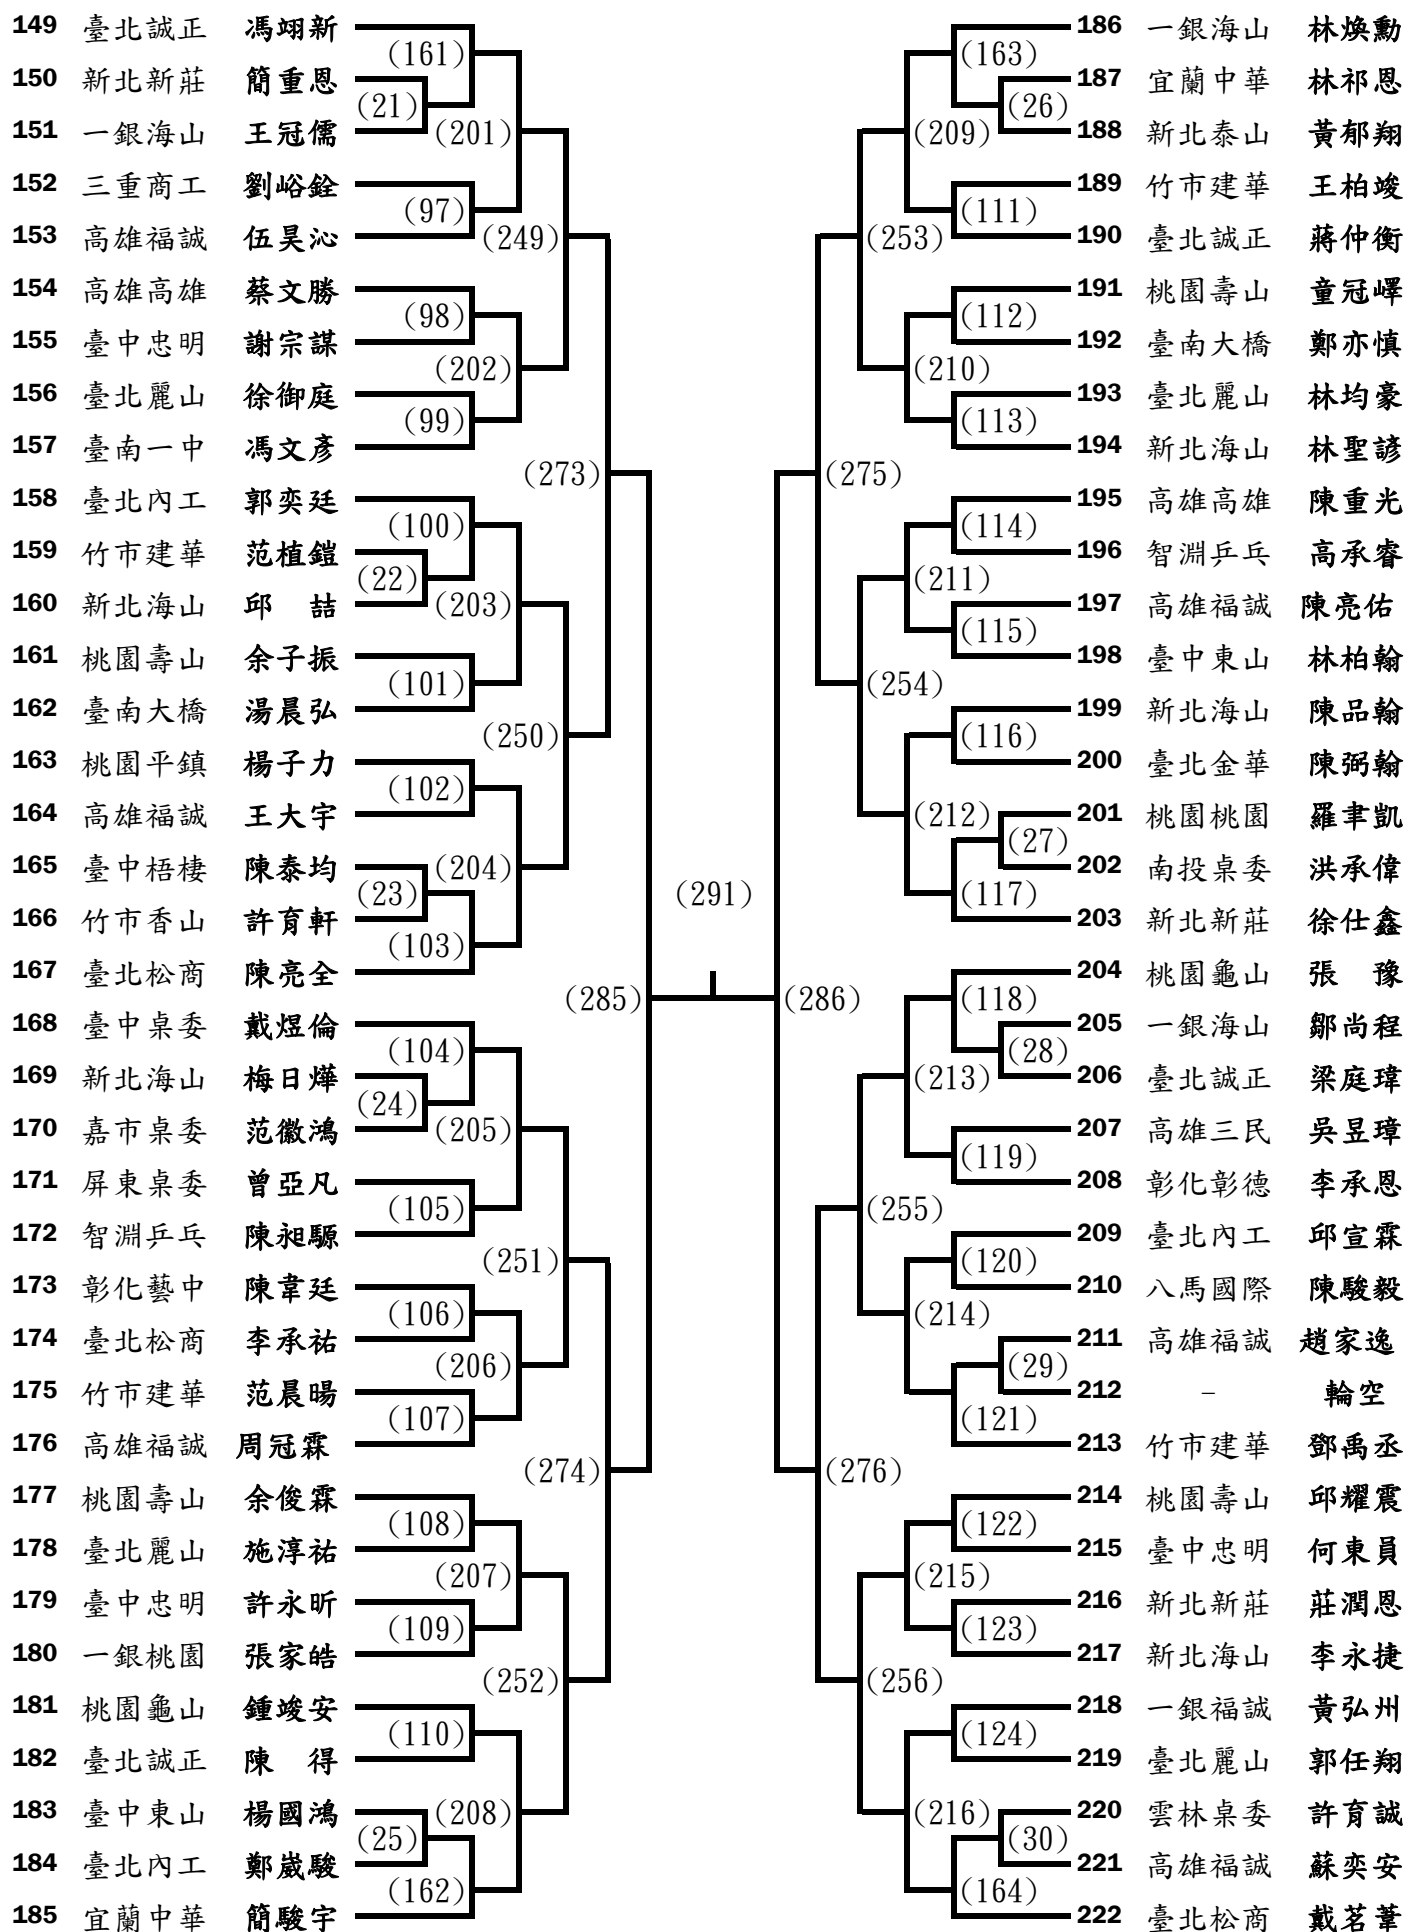 149 臺北誠正 馮翊新
(161)
150 新北新莊 簡重恩
(21)
151 一銀海山 王冠儒
(201)
152 三重商工 劉峪銓
(97)
153 高雄福誠 伍昊沁
(249)
154 高雄高雄 蔡文勝
(98)
155 臺中忠明 謝宗謀
(202)
156 臺北麗山 徐御庭
(99)
157 臺南一中 馮文彥
(273)
158 臺北內工 郭奕廷
(100)
159 竹市建華 范植鎧
(22)
160 新北海山 邱 喆
(203)
161 桃園壽山 余子振
(101)
162 臺南大橋 湯晨弘
(250)
163 桃園平鎮 楊子力
(102)
164 高雄福誠 王大宇
165 臺中梧棲 陳泰均
(204)
(23)
166 竹市香山 許育軒
(103)
167 臺北松商 陳亮全
(285)
168 臺中桌委 戴煜倫
(104)
169 新北海山 梅日燁
(24)
170 嘉市桌委 范徽鴻
(205)
171 屏東桌委 曾亞凡
(105)
172 智淵乒乓 陳昶騵
(251)
173 彰化藝中 陳韋廷
(106)
174 臺北松商 李承祐
(206)
175 竹市建華 范晨暘
(107)
176 高雄福誠 周冠霖
(274)
177 桃園壽山 余俊霖
(108)
178 臺北麗山 施淳祐
(207)
179 臺中忠明 許永昕
(109)
180 一銀桃園 張家皓
(252)
181 桃園龜山 鍾竣安
(110)
182 臺北誠正 陳 得
183 臺中東山 楊國鴻
(208)
(25)
184 臺北內工 鄭崴駿
(162)
185 宜蘭中華 簡駿宇
(291)
186 一銀海山 林煥勳
(163)
187 宜蘭中華 林祁恩
(26)
188 新北泰山 黃郁翔
(209)
189 竹市建華 王柏竣
(111)
190 臺北誠正 蔣仲衡
(253)
191 桃園壽山 童冠嶧
(112)
192 臺南大橋 鄭亦慎
(210)
193 臺北麗山 林均豪
(113)
194 新北海山 林聖諺
(275)
195 高雄高雄 陳重光
(114)
196 智淵乒乓 高承睿
(211)
197 高雄福誠 陳亮佑
(115)
198 臺中東山 林柏翰
(254)
199 新北海山 陳品翰
(116)
200 臺北金華 陳弼翰
201 桃園桃園 羅聿凱
(212)
(27)
202 南投桌委 洪承偉
(117)
203 新北新莊 徐仕鑫
204 桃園龜山 張 豫
(286)
(118)
205 一銀海山 鄒尚程
(28)
206 臺北誠正 梁庭瑋
(213)
207 高雄三民 吳昱璋
(119)
208 彰化彰德 李承恩
(255)
209 臺北內工 邱宣霖
(120)
210 八馬國際 陳駿毅
(214)
211 高雄福誠 趙家逸
(29)
212 – 輪空
(121)
213 竹市建華 鄧禹丞
(276)
214 桃園壽山 邱耀震
(122)
215 臺中忠明 何東員
(215)
216 新北新莊 莊潤恩
(123)
217 新北海山 李永捷
(256)
218 一銀福誠 黃弘州
(124)
219 臺北麗山 郭任翔
220 雲林桌委 許育誠
(216)
(30)
221 高雄福誠 蘇奕安
(164)
222 臺北松商 戴茗葦